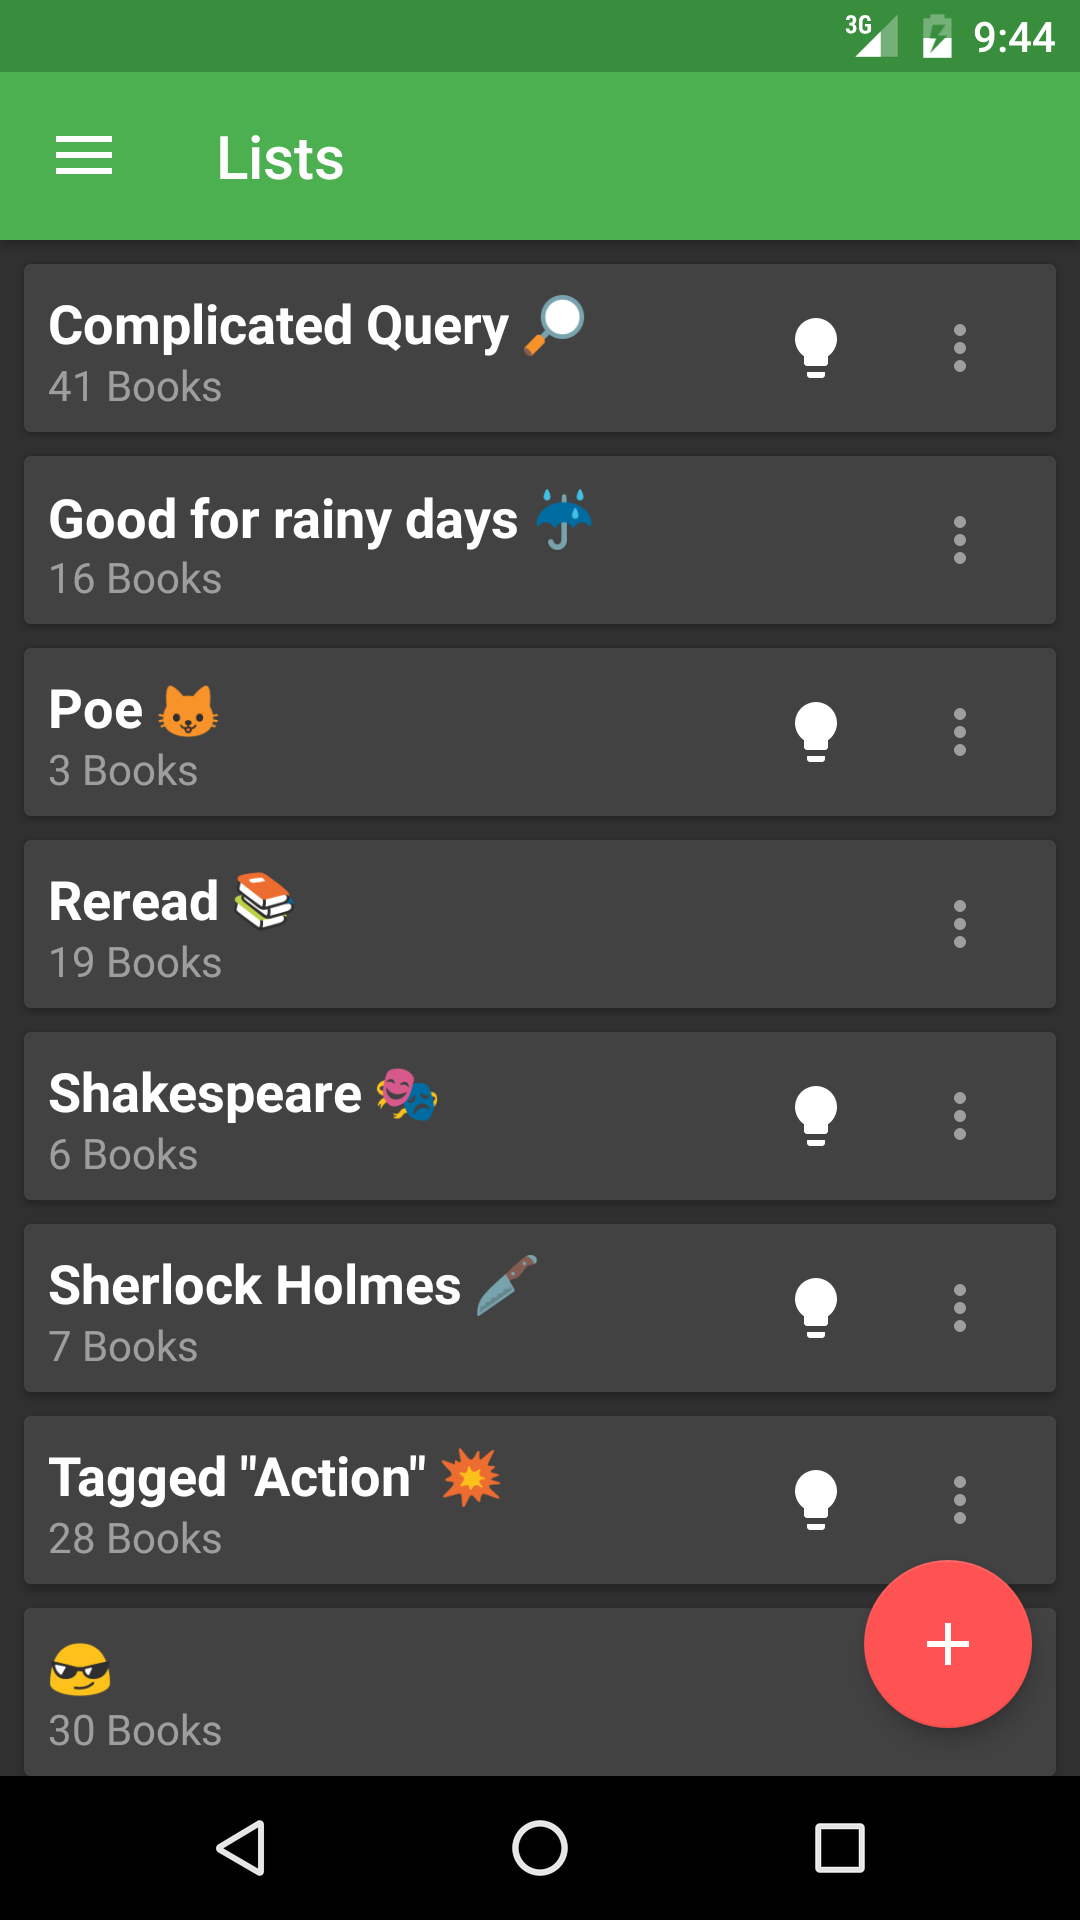 3G 9:44
Lists
Complicated Query 🔎
41 Books
Good for rainy days ☔
16 Books
Poe 😺
3 Books
Reread 📚
19 Books
Shakespeare 🎭
6 Books
Sherlock Holmes 🔪
7 Books
Tagged "Action" 💥
28 Books
😎
30 Books